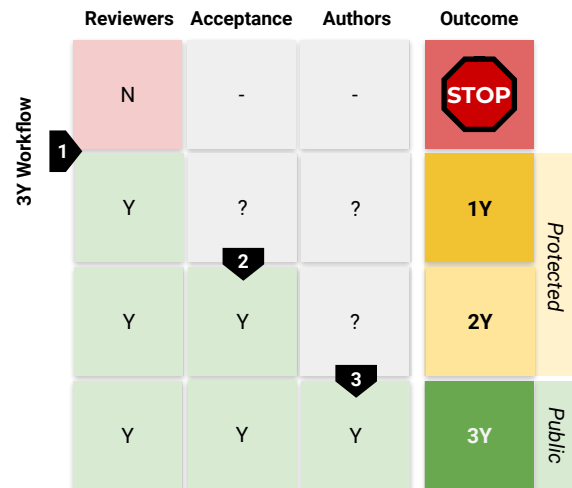 Reviewers Acceptance Authors Outcome
N - - STOP
3Y Workflow
1
Y ? ? 1Y
2
Protected
Y Y ? 2Y
3
Y Y Y 3Y
Public